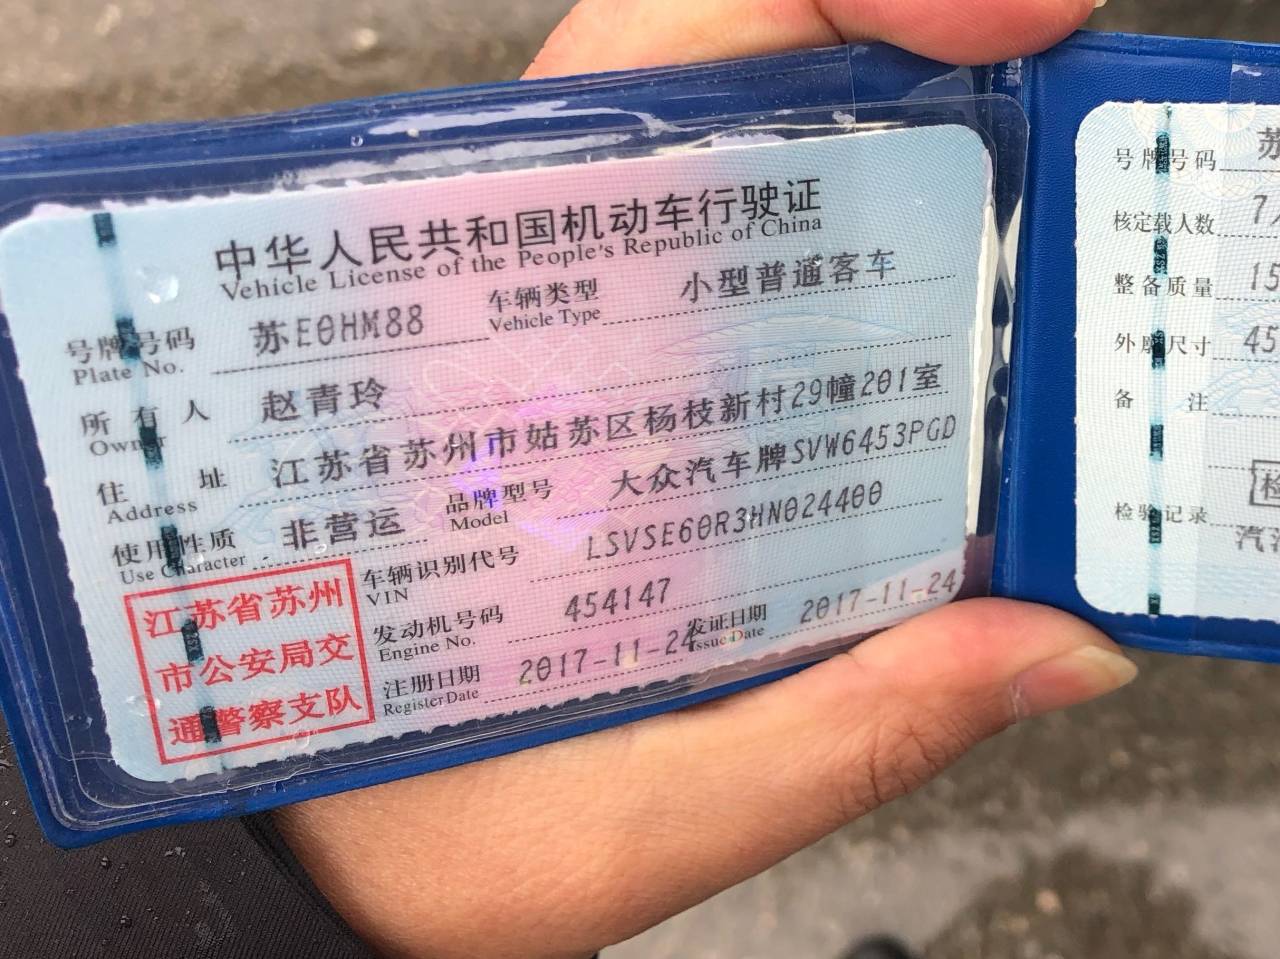 中华人民共和国机动车行驶证
Vehicle License of the People's Republic of China
号牌号码 苏E0HM88 车辆类型 小型普通客车
Plate No. Vehicle Type
所有人 赵青玲
Owner
住址 江苏省苏州市姑苏区杨枝新村29幢201室
Address
使用性质 非营运 品牌型号 大众汽车牌SVW6453PGD
Use Character Model
车辆识别代号 LSVSE60R3HN024400
VIN
发动机号码 454147
Engine No.
注册日期 2017-11-24 发证日期 2017-11-24
Register Date Issue Date
江苏省苏州
市公安局交
通警察支队
号牌号码 苏
核定载人数 7
整备质量 15
外廓尺寸 45
备注
检验记录